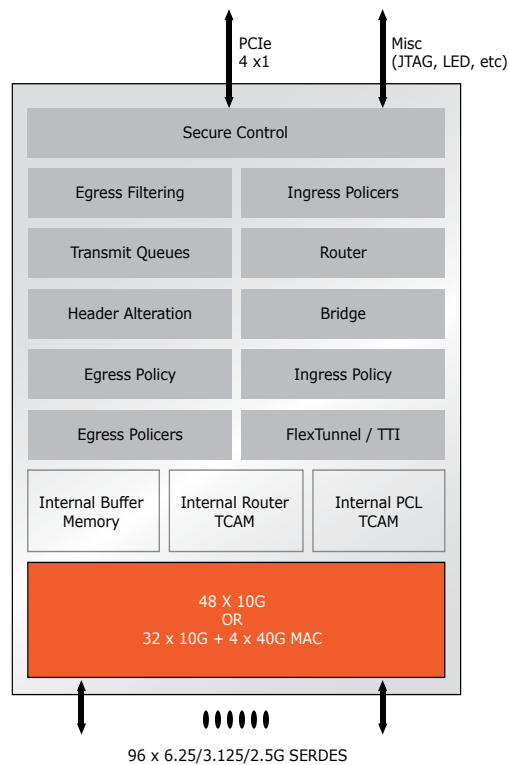 PCIe
4 x1
Misc
(JTAG, LED, etc)
Secure Control
Egress Filtering
Ingress Policers
Transmit Queues
Router
Header Alteration
Bridge
Egress Policy
Ingress Policy
Egress Policers
FlexTunnel / TTI
Internal Buffer
Memory
Internal Router
TCAM
Internal PCL
TCAM
48 X 10G
OR
32 x 10G + 4 x 40G MAC
96 x 6.25/3.125/2.5G SERDES